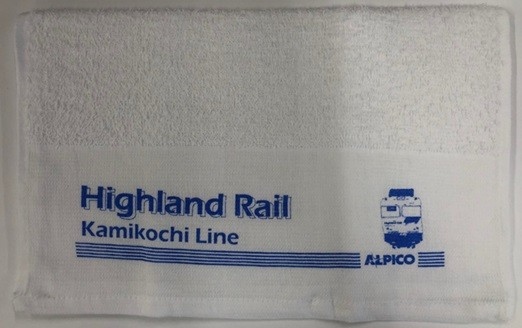 Highland Rail
Kamikochi Line
ALPICO